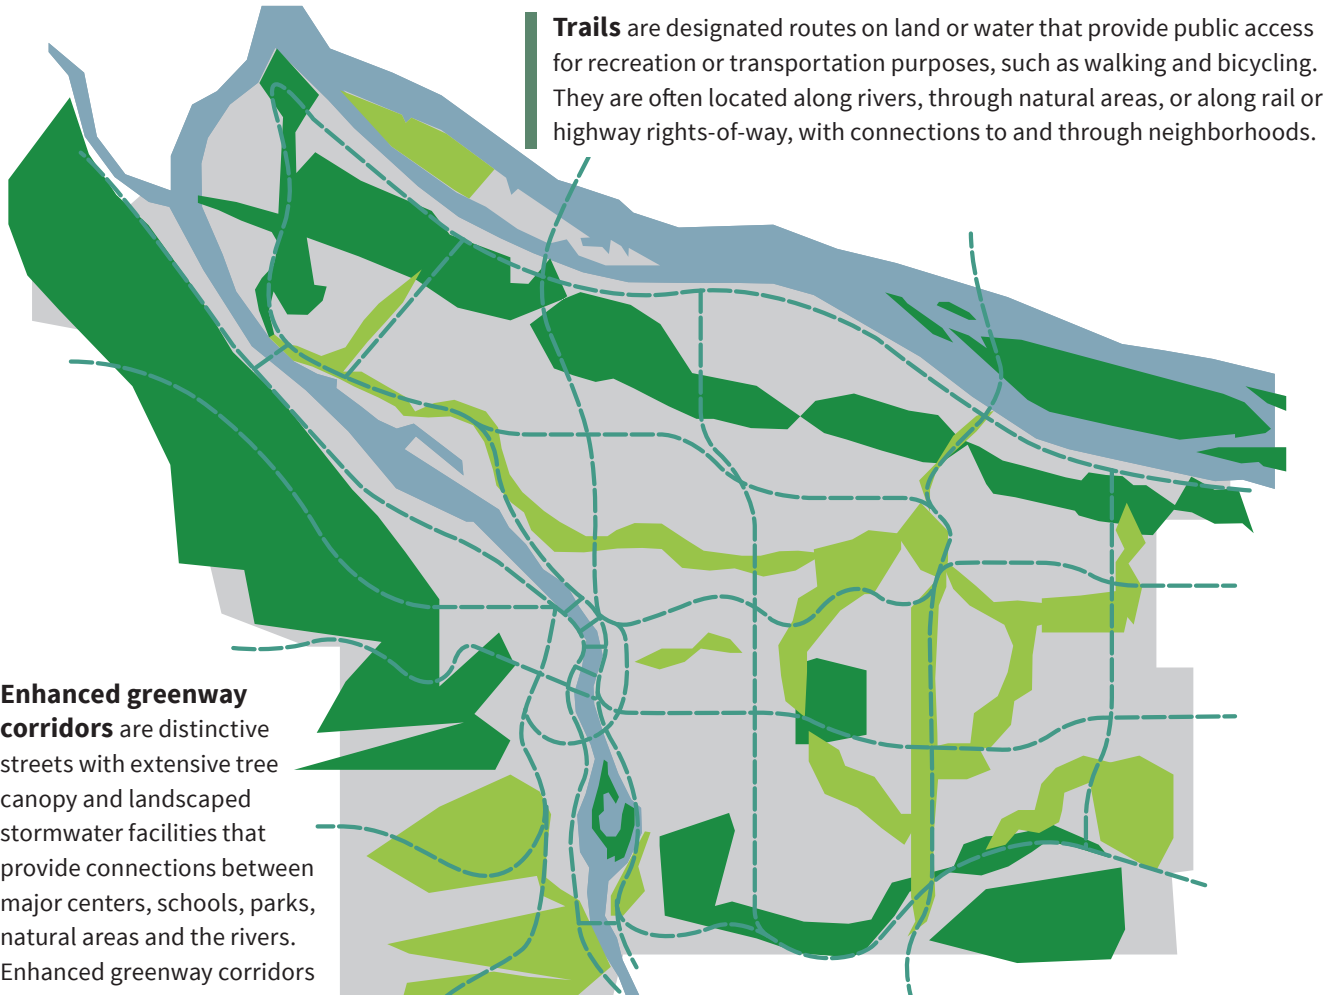 Trails are designated routes on land or water that provide public access
for recreation or transportation purposes, such as walking and bicycling.
They are often located along rivers, through natural areas, or along rail or
highway rights-of-way, with connections to and through neighborhoods.
Enhanced greenway
corridors are distinctive
streets with extensive tree
canopy and landscaped
stormwater facilities that
provide connections between
major centers, schools, parks,
natural areas and the rivers.
Enhanced greenway corridors